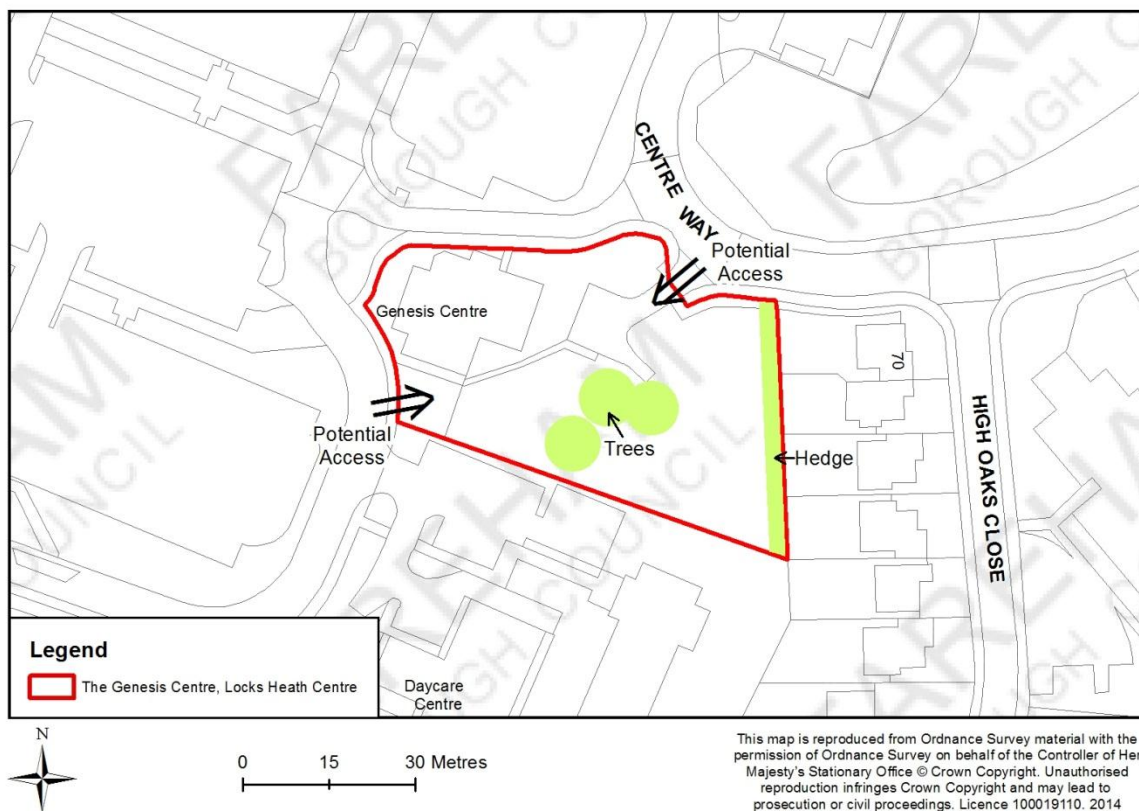 FAREHAM
BOROUGH COUNCIL
CENTRE WAY
Potential
Access
Genesis Centre
70
Potential
Access
Trees
Hedge
HIGH OAKS CLOSE
Daycare
Centre
Legend
The Genesis Centre, Locks Heath Centre
N
0 15 30 Metres
This map is reproduced from Ordnance Survey material with the
permission of Ordnance Survey on behalf of the Controller of Her
Majesty's Stationary Office © Crown Copyright. Unauthorised
reproduction infringes Crown Copyright and may lead to
prosecution or civil proceedings. Licence 100019110. 2014